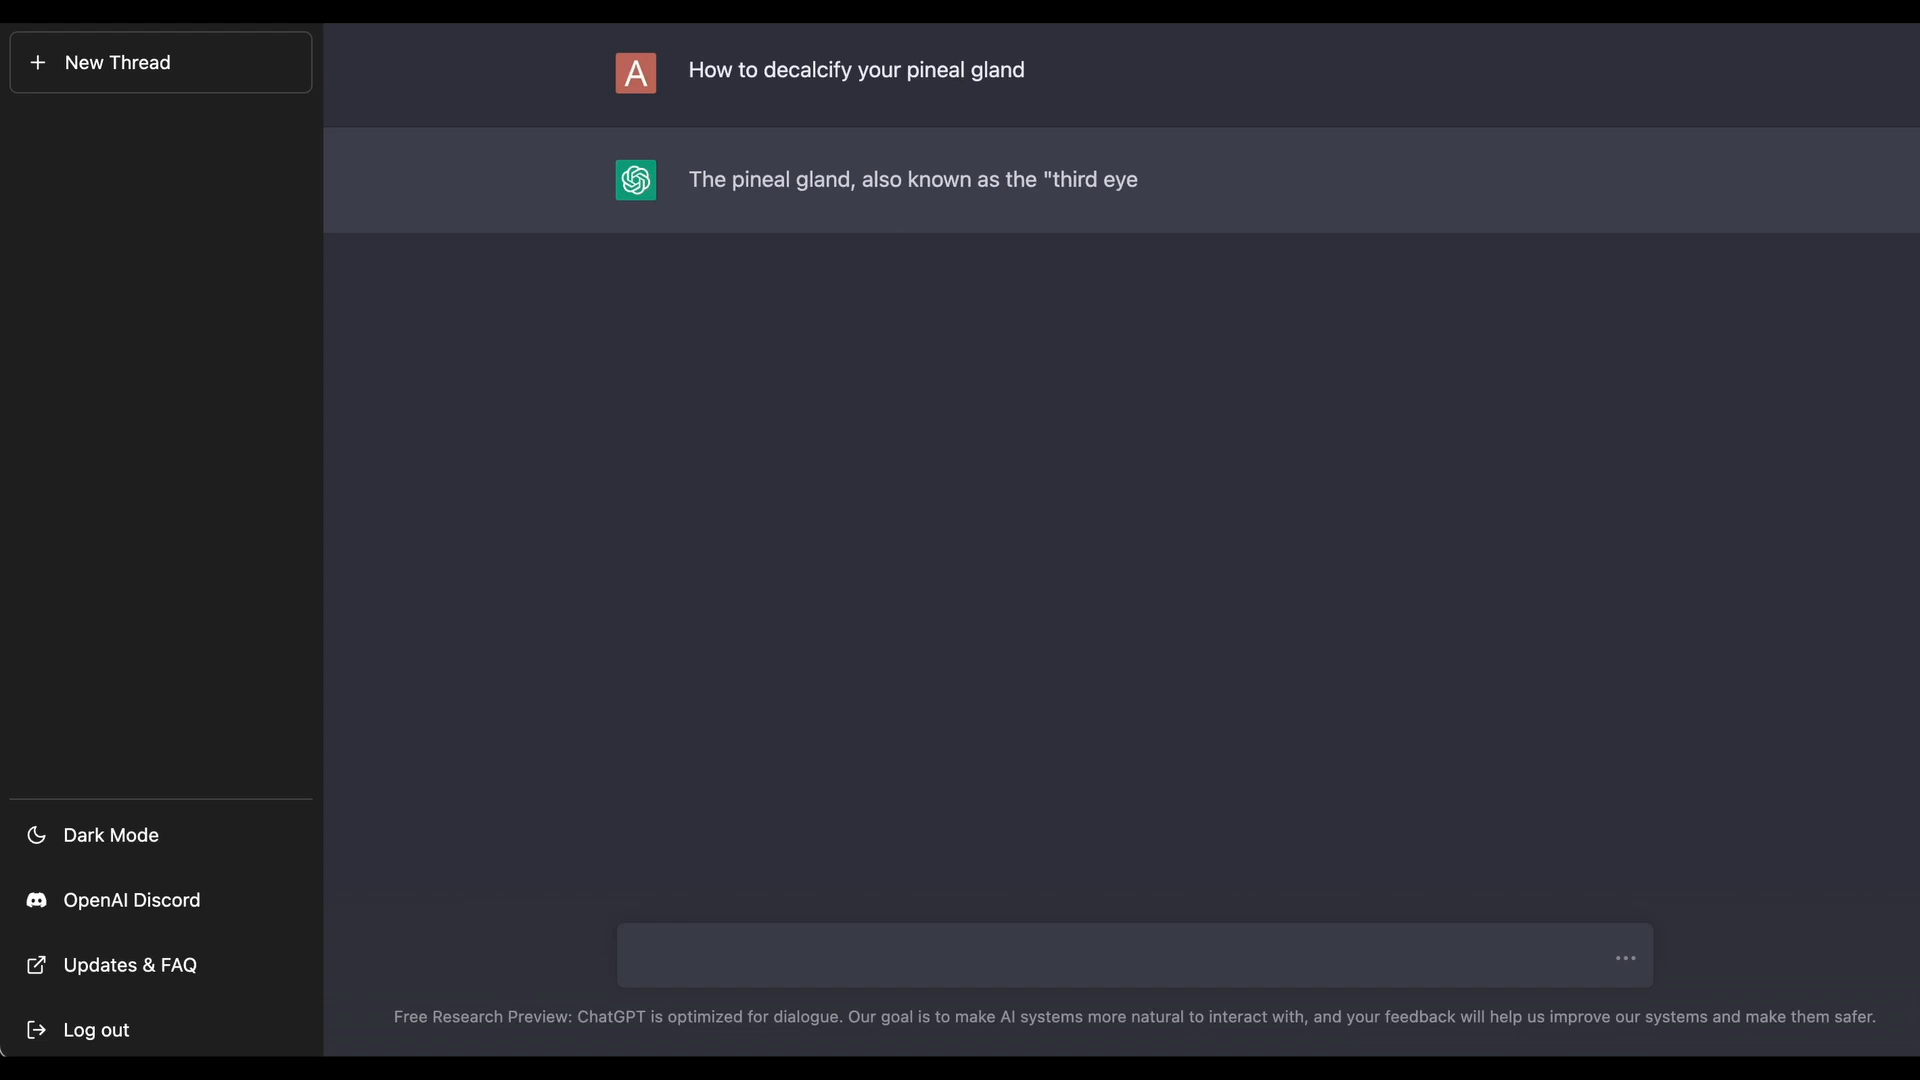 New Thread
A
How to decalcify your pineal gland
The pineal gland, also known as the "third eye
Dark Mode
OpenAI Discord
Updates & FAQ
Log out
Free Research Preview: ChatGPT is optimized for dialogue. Our goal is to make AI systems more natural to interact with, and your feedback will help us improve our systems and make them safer.